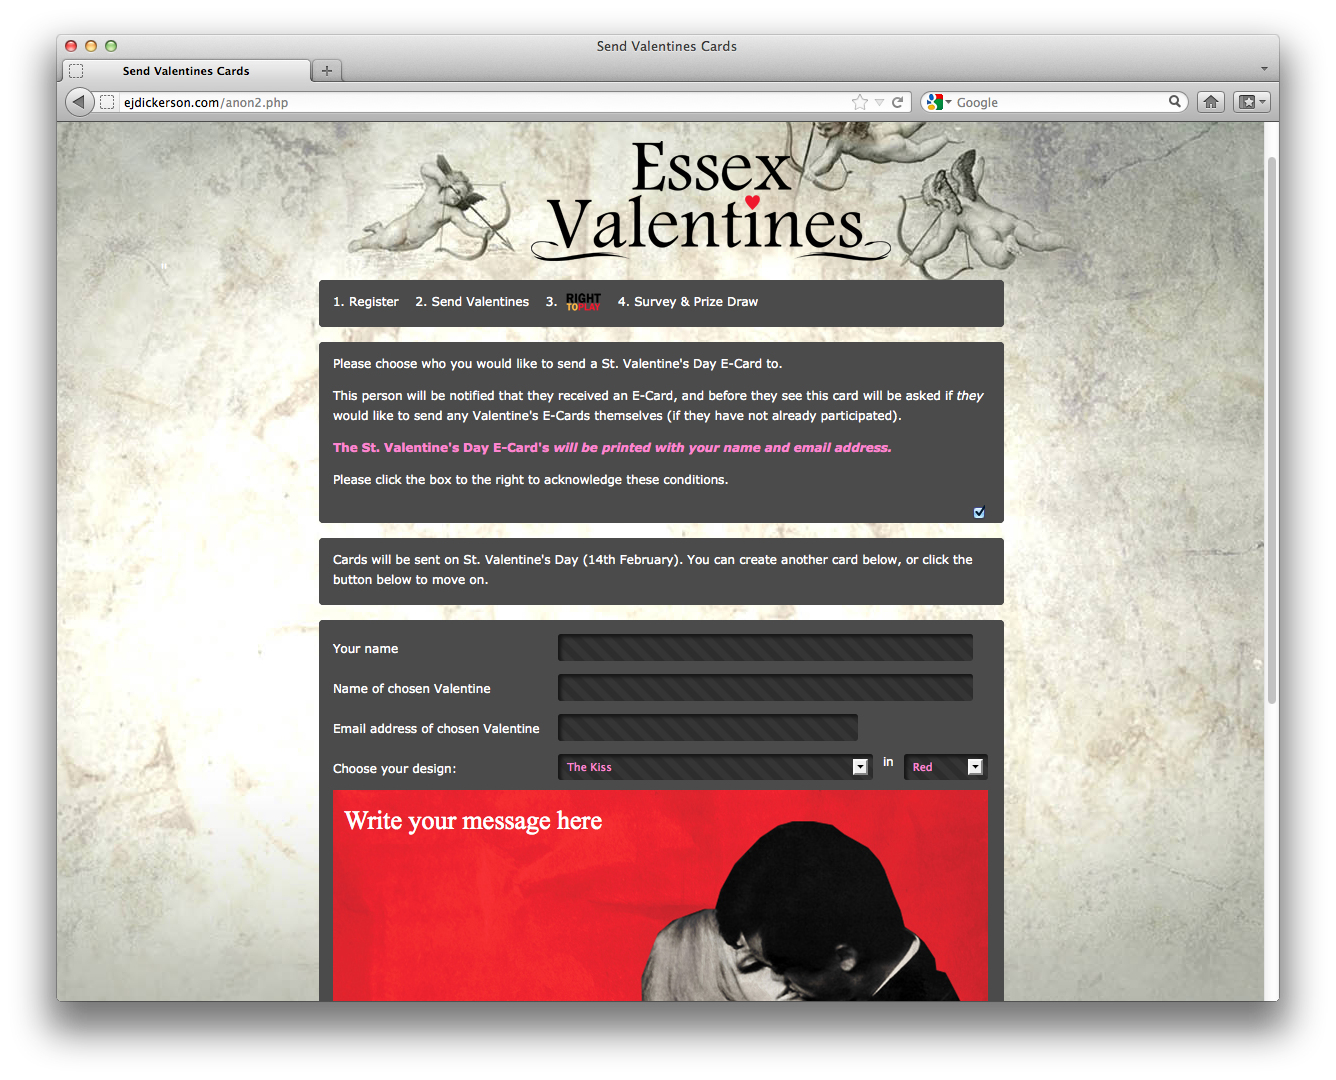 Send Valentines Cards
Send Valentines Cards
ejdickerson.com/anon2.php
Google
Essex
Valentines
1. Register 2. Send Valentines 3. RIGHT TO PLAY 4. Survey & Prize Draw
Please choose who you would like to send a St. Valentine's Day E-Card to.
This person will be notified that they received an E-Card, and before they see this card will be asked if they
would like to send any Valentine's E-Cards themselves (if they have not already participated).
The St. Valentine's Day E-Card's will be printed with your name and email address.
Please click the box to the right to acknowledge these conditions.
Cards will be sent on St. Valentine's Day (14th February). You can create another card below, or click the
button below to move on.
Your name
Name of chosen Valentine
Email address of chosen Valentine
Choose your design: The Kiss in Red
Write your message here